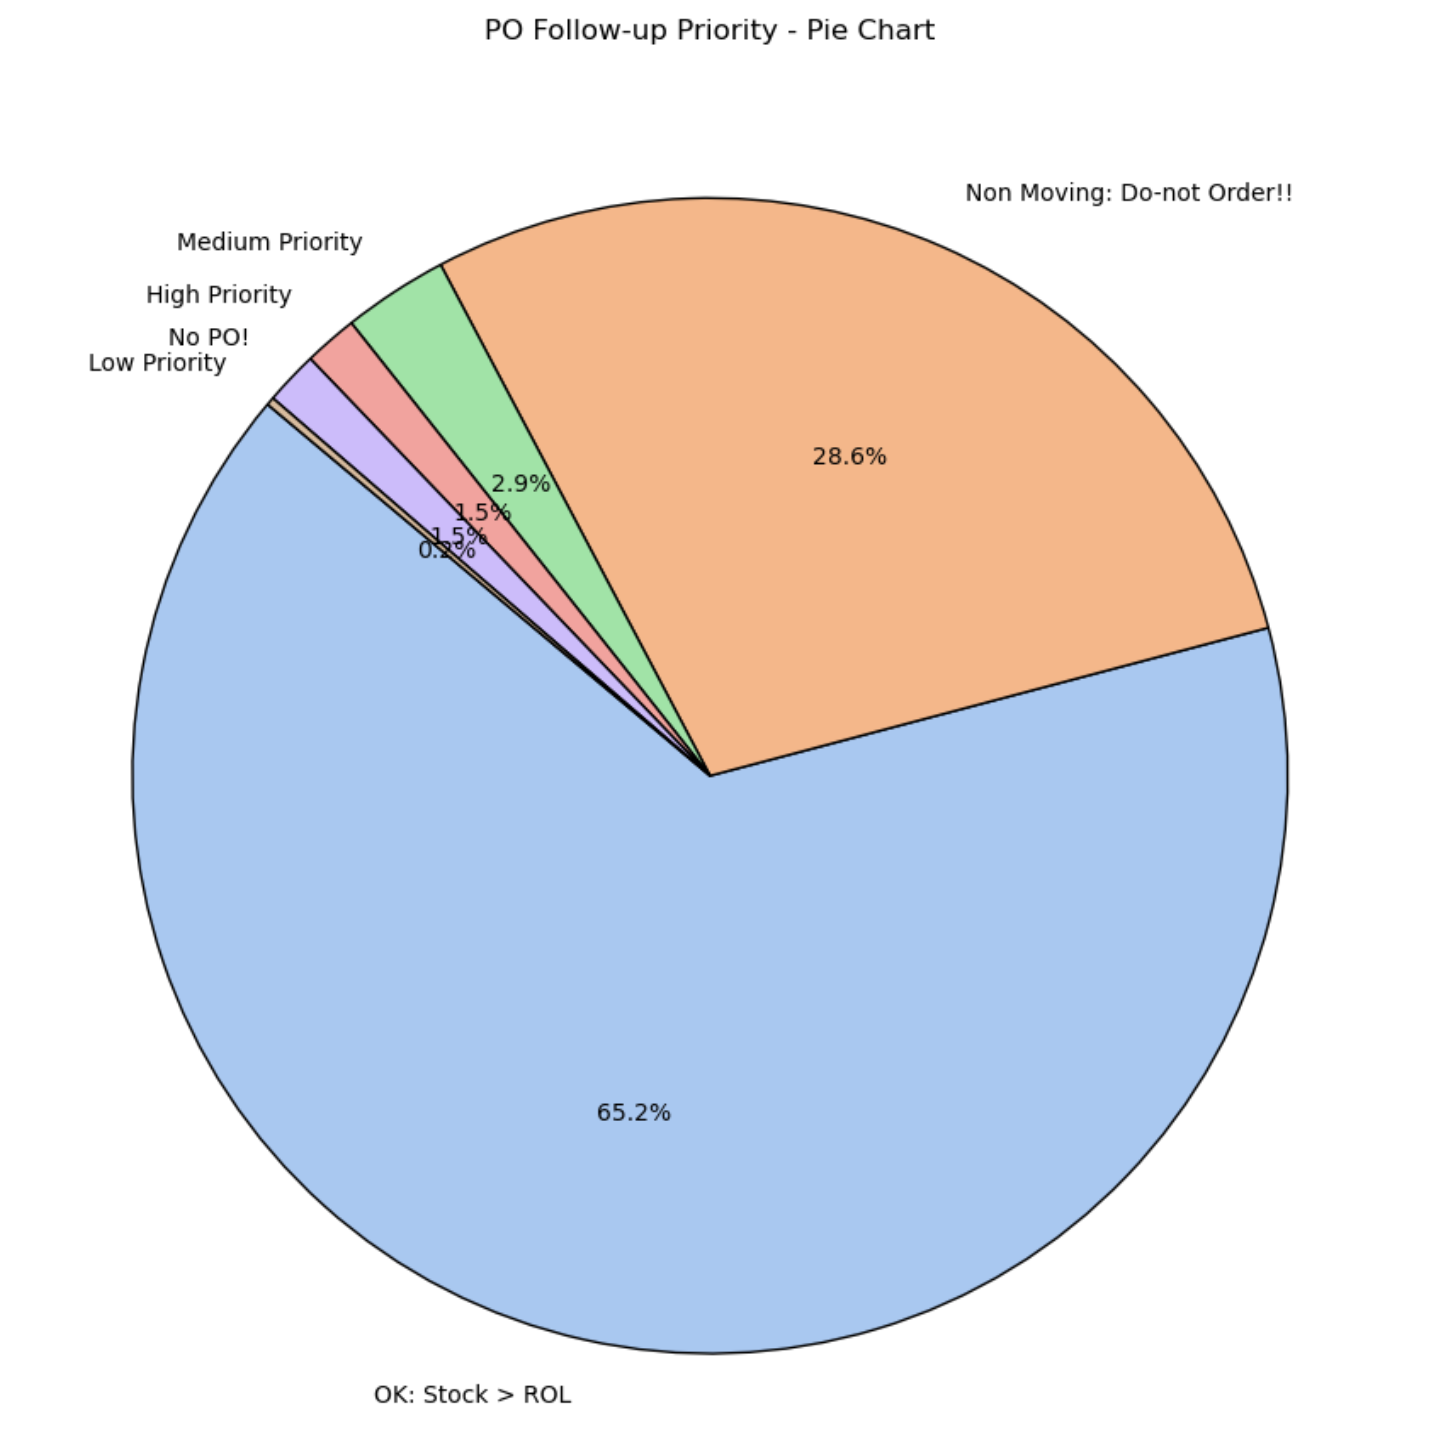 PO Follow-up Priority - Pie Chart
Non Moving: Do-not Order!!
Medium Priority
High Priority
No PO!
Low Priority
28.6%
2.9%
1.5%
1.5%
0.2%
65.2%
OK: Stock > ROL